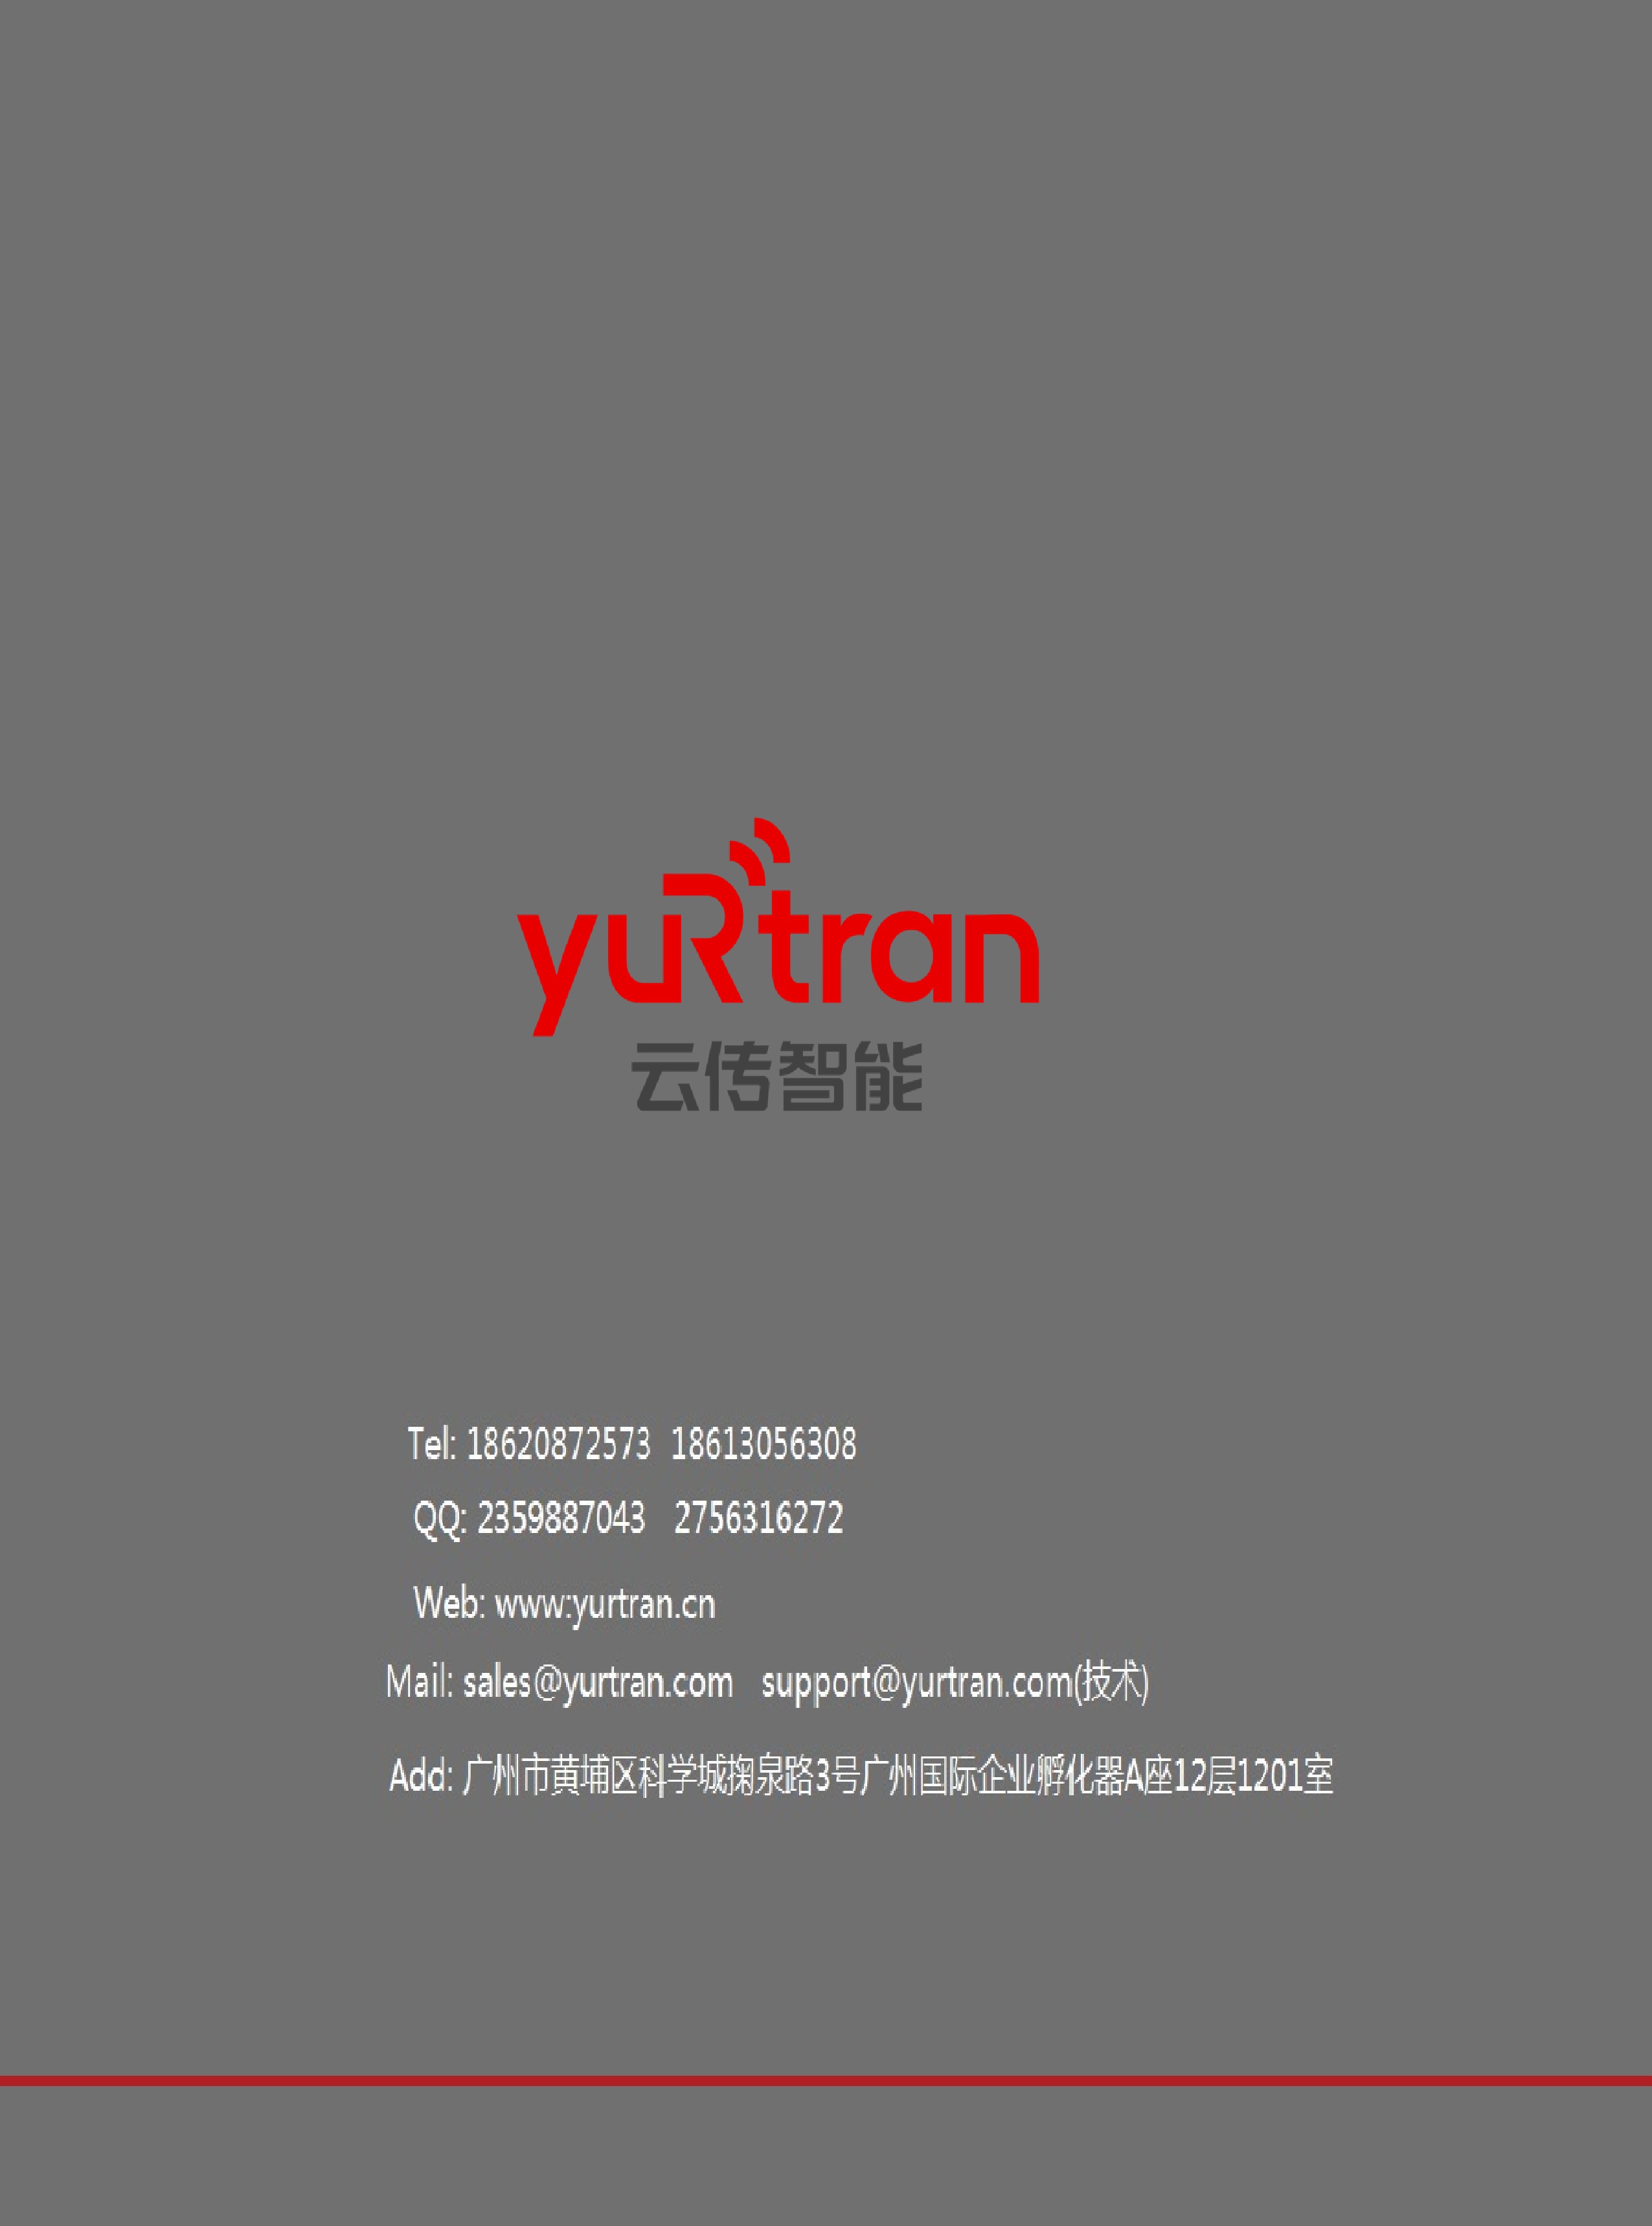 yuRtran
云传智能
Tel: 18620872573 18613056308
QQ: 2359887043 2756316272
Web: www:yurtran.cn
Mail: sales@yurtran.com support@yurtran.com(技术)
Add: 广州市黄埔区科学城掬泉路3号广州国际企业孵化器A座12层1201室